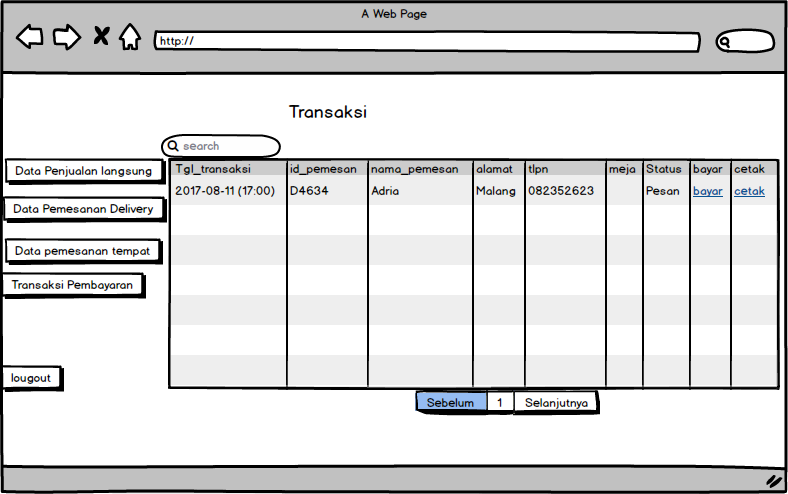 A Web Page
http://
Transaksi
search
Data Penjualan langsung
Data Pemesanan Delivery
Data pemesanan tempat
Transaksi Pembayaran
lougout
Tgl_transaksi id_pemesan nama_pemesan alamat tlpn meja Status bayar cetak
2017-08-11 (17:00) D4634 Adria Malang 082352623 Pesan bayar cetak
Sebelum 1 Selanjutnya